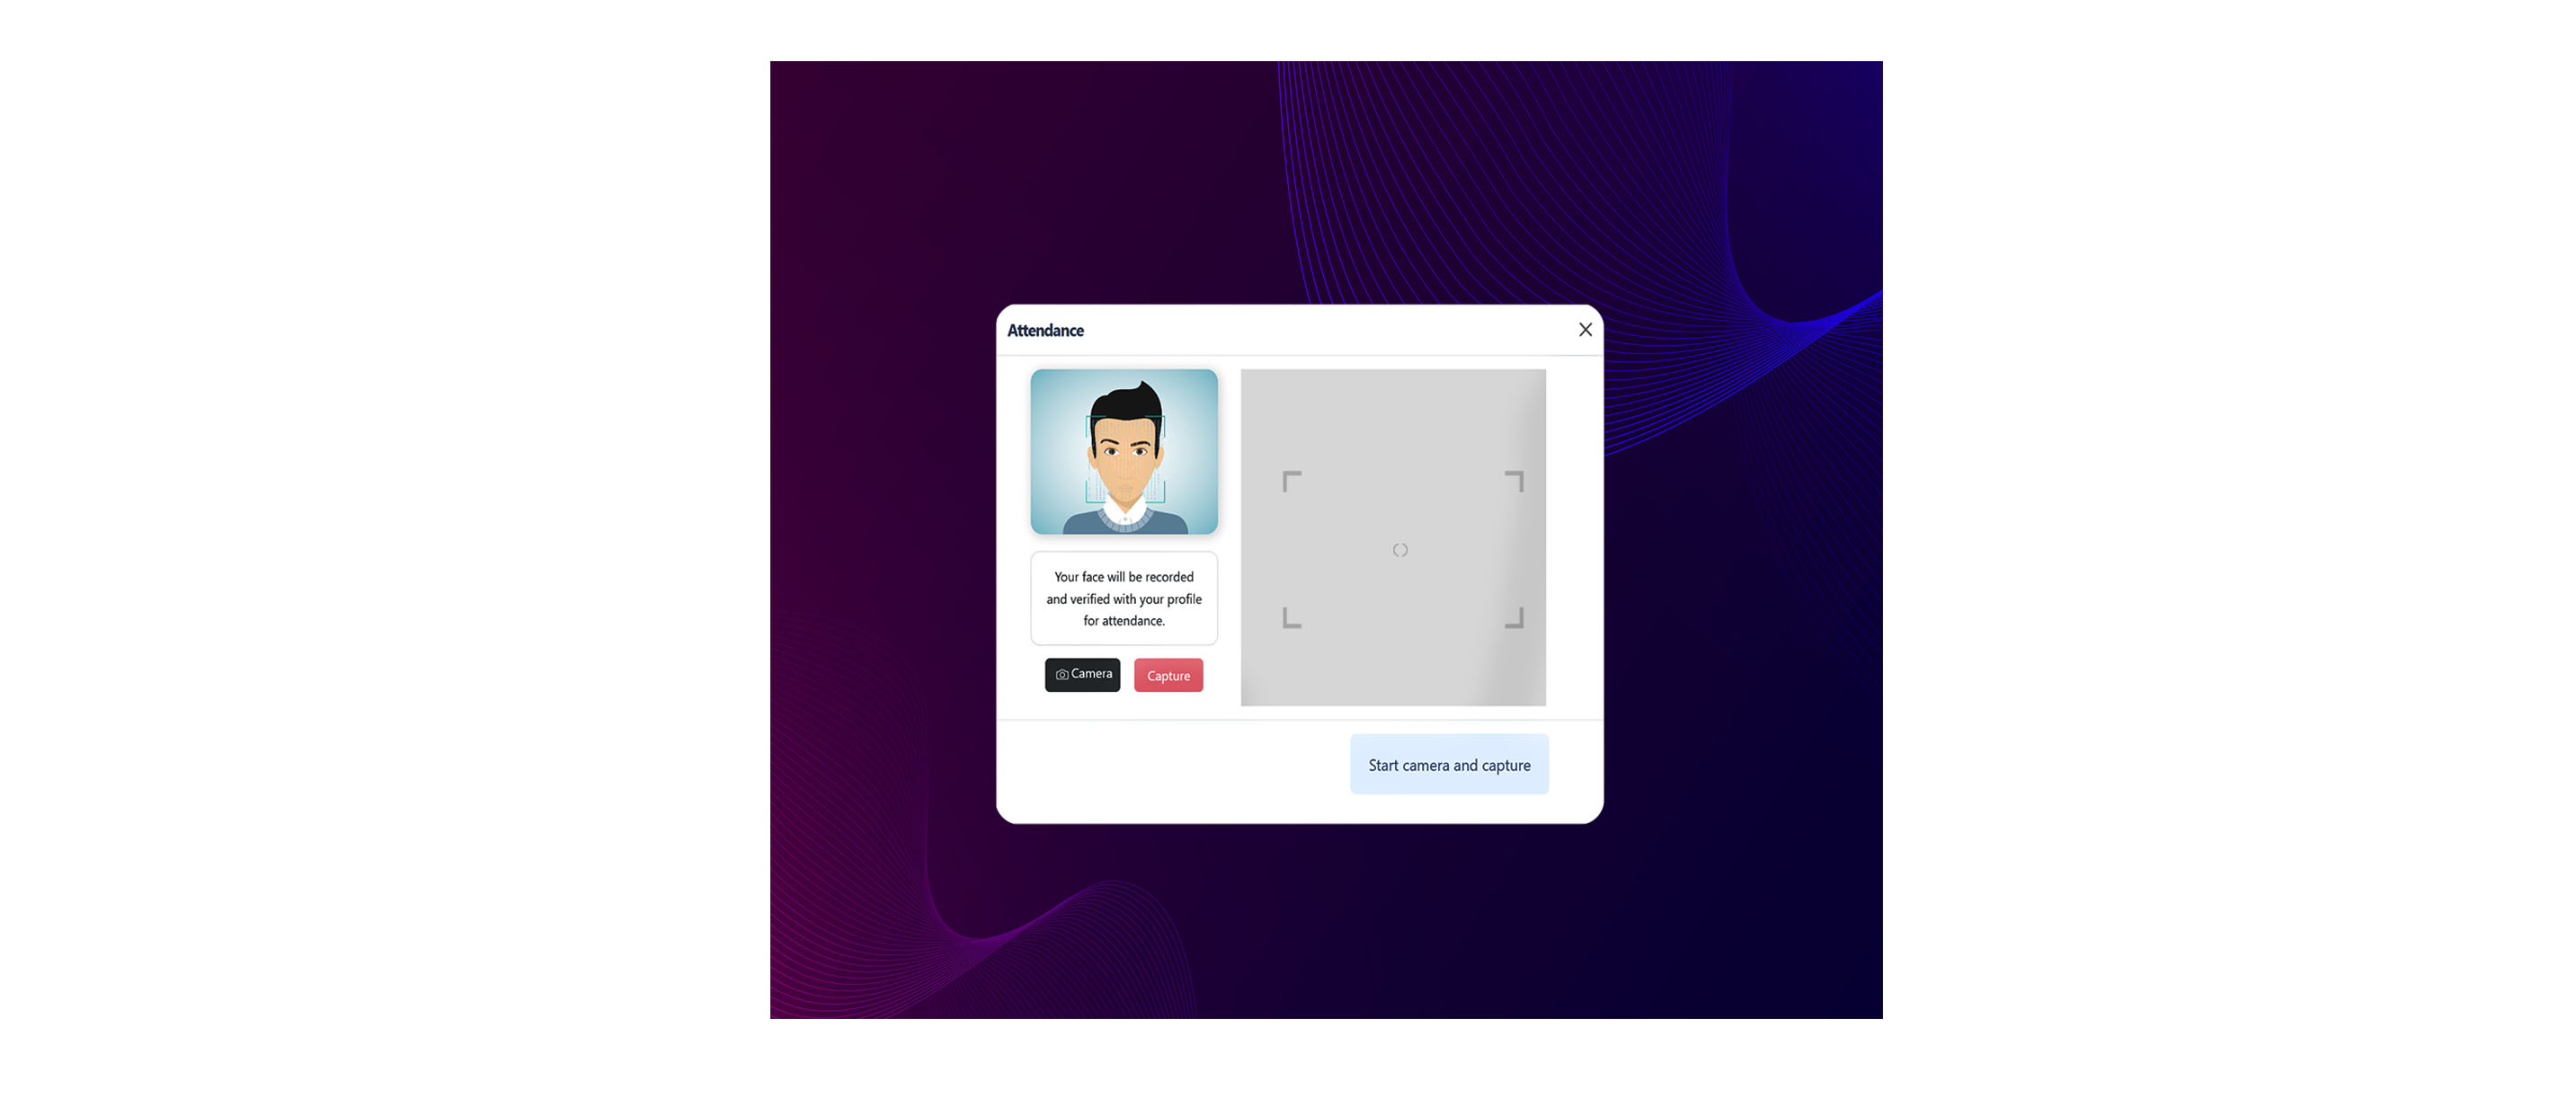 Attendance
Your face will be recorded
and verified with your profile
for attendance.
Camera
Capture
Start camera and capture